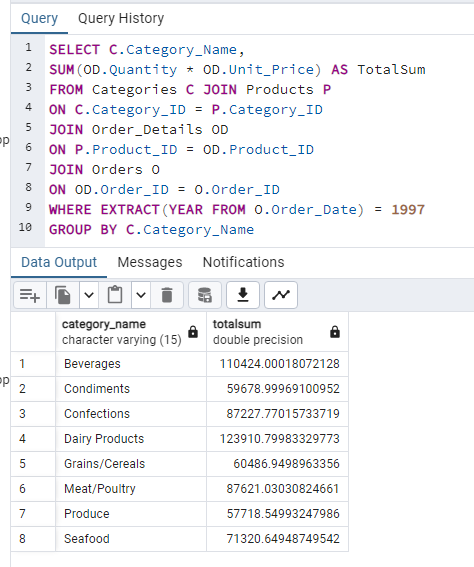 Query Query History
1 SELECT C.Category_Name,
2 SUM(OD.Quantity * OD.Unit_Price) AS TotalSum
3 FROM Categories C JOIN Products P
4 ON C.Category_ID = P.Category_ID
5 JOIN Order_Details OD
6 ON P.Product_ID = OD.Product_ID
7 JOIN Orders O
8 ON OD.Order_ID = O.Order_ID
9 WHERE EXTRACT(YEAR FROM O.Order_Date) = 1997
10 GROUP BY C.Category_Name
Data Output Messages Notifications
category_name totalsum
character varying (15) double precision
1 Beverages 110424.00018072128
2 Condiments 59678.99969100952
3 Confections 87227.77015733719
4 Dairy Products 123910.79983329773
5 Grains/Cereals 60486.9498963356
6 Meat/Poultry 87621.03030824661
7 Produce 57718.54993247986
8 Seafood 71320.64948749542